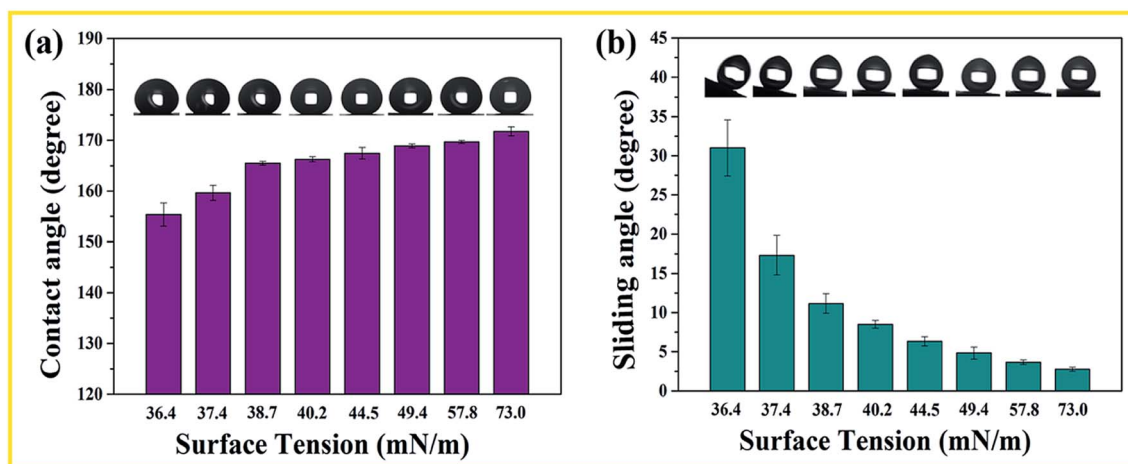 (a)
190
180
170
160
150
140
130
120
Contact angle (degree)
36.4 37.4 38.7 40.2 44.5 49.4 57.8 73.0
Surface Tension (mN/m)
(b)
45
40
35
30
25
20
15
10
5
0
Sliding angle (degree)
36.4 37.4 38.7 40.2 44.5 49.4 57.8 73.0
Surface Tension (mN/m)